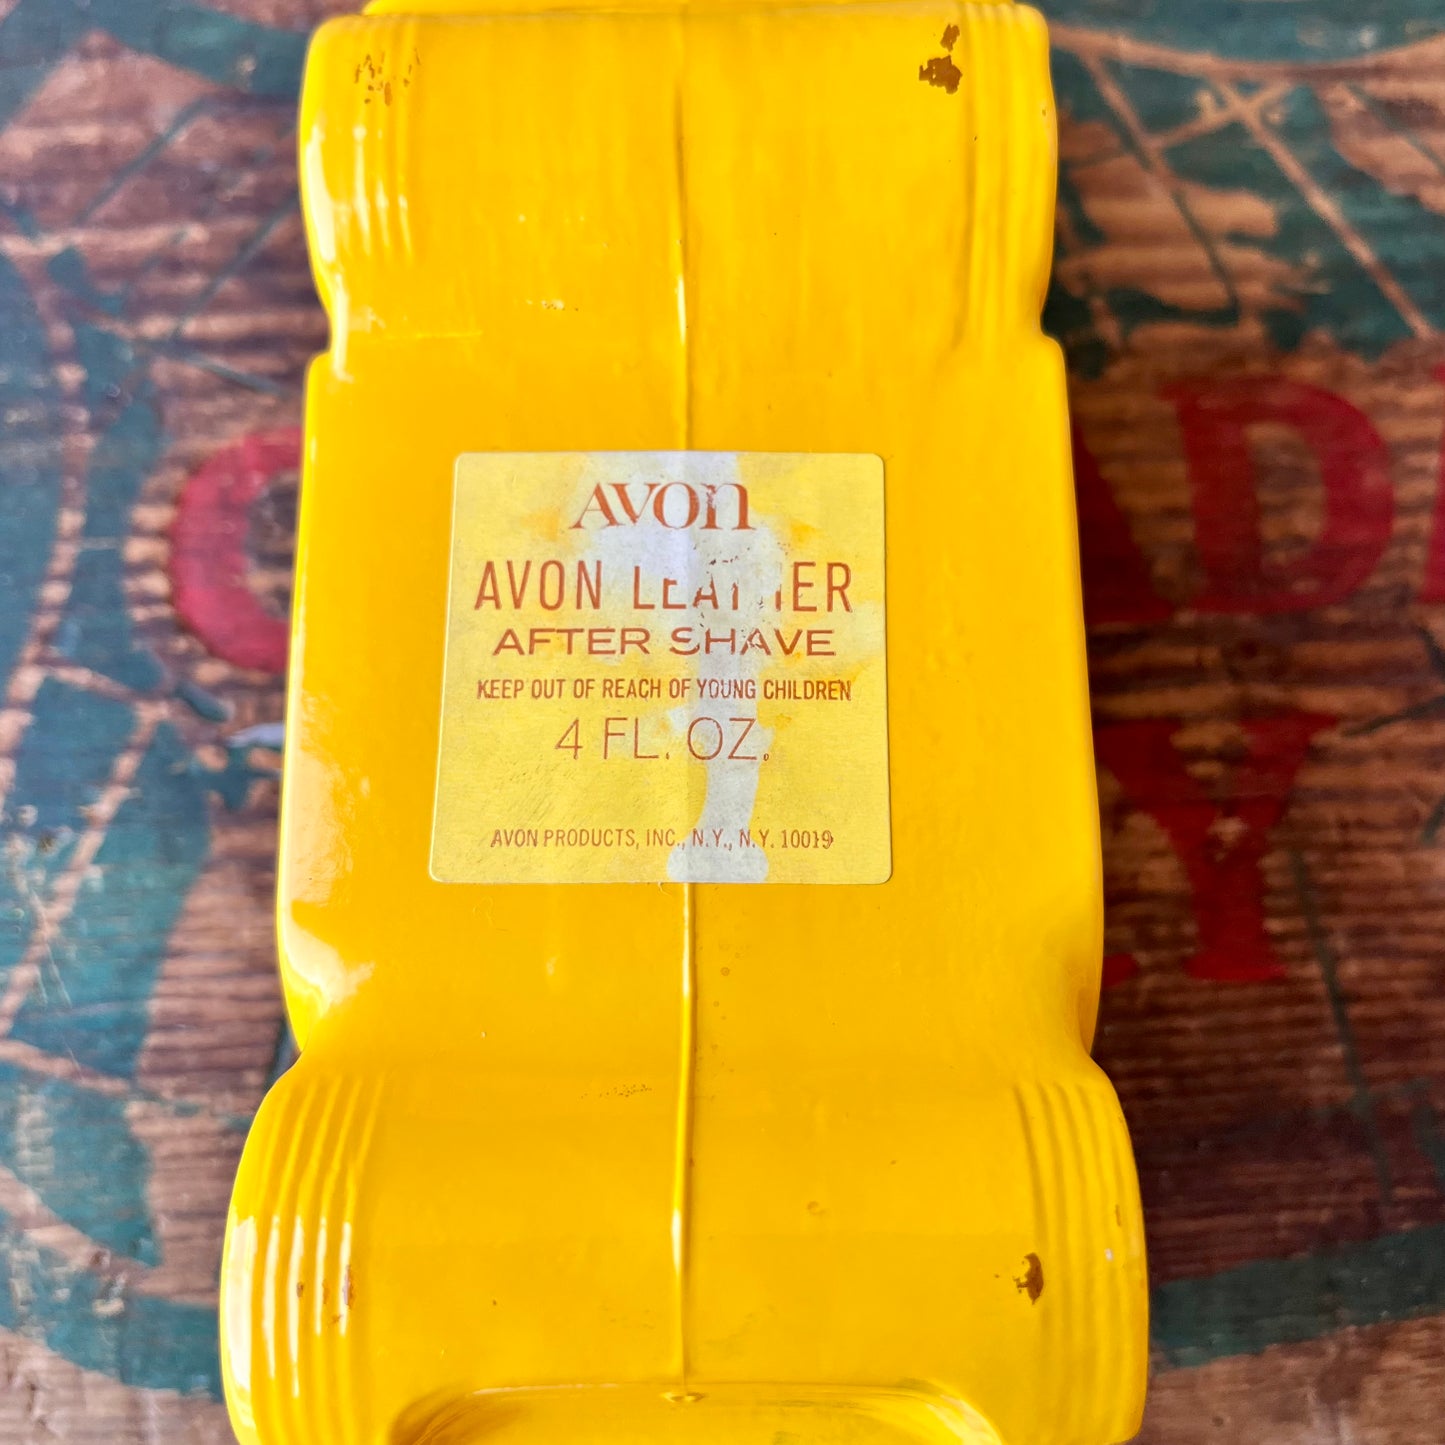 AVON
AVON LEATHER
AFTER SHAVE
KEEP OUT OF REACH OF YOUNG CHILDREN
4 FL. OZ.
AVON PRODUCTS, INC., N.Y., N.Y. 10019